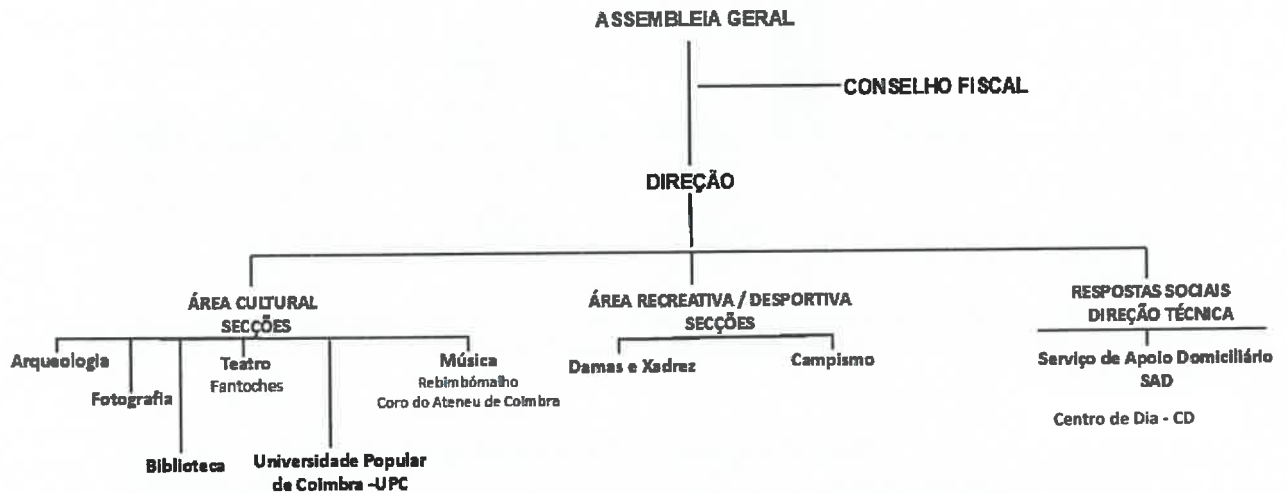 ASSEMBLEIA GERAL
CONSELHO FISCAL
DIREÇÃO
ÁREA CULTURAL
SECÇÕES
Arqueologia
Fotografia
Biblioteca
Teatro
Fantoches
Universidade Popular
de Coimbra -UPC
Música
Rebimbómalho
Coro do Ateneu de Coimbra
ÁREA RECREATIVA / DESPORTIVA
SECÇÕES
Damas e Xadrez
Campismo
RESPOSTAS SOCIAIS
DIREÇÃO TÉCNICA
Serviço de Apoio Domiciliário
SAD
Centro de Dia - CD